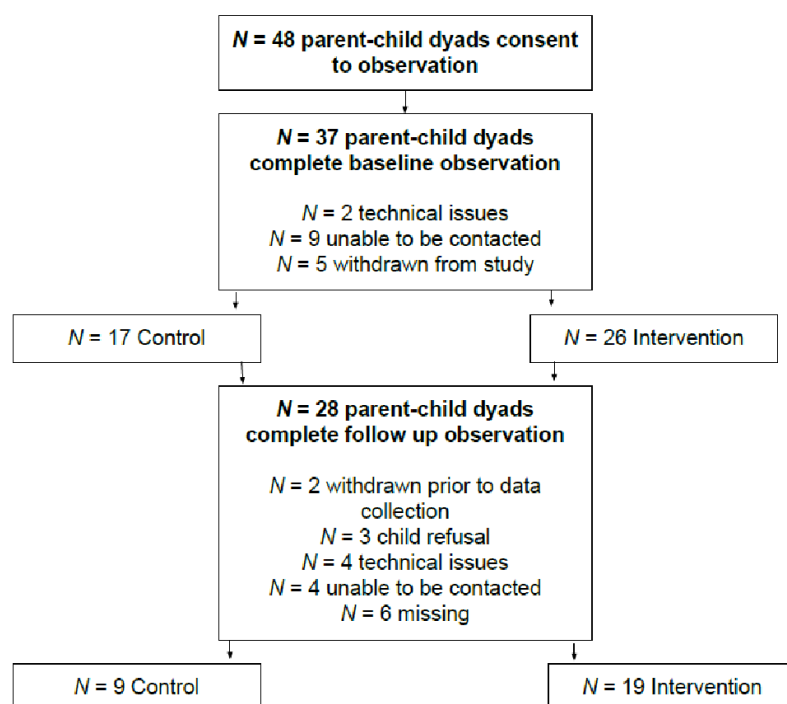 N = 48 parent-child dyads consent
to observation
N = 37 parent-child dyads
complete baseline observation
N = 2 technical issues
N = 9 unable to be contacted
N = 5 withdrawn from study
N = 17 Control
N = 26 Intervention
N = 28 parent-child dyads
complete follow up observation
N = 2 withdrawn prior to data
collection
N = 3 child refusal
N = 4 technical issues
N = 4 unable to be contacted
N = 6 missing
N = 9 Control
N = 19 Intervention